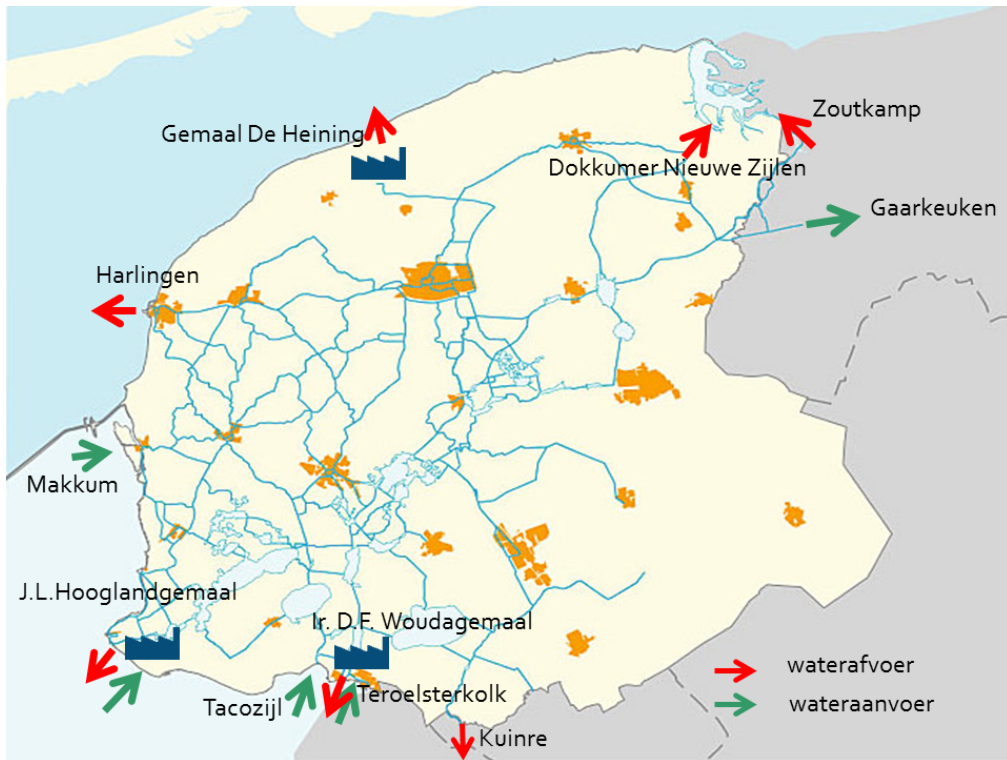 Zoutkamp
Gemaal De Heining
Dokkumer Nieuwe Zijlen
Gaarkeuken
Harlingen
Makkum
J.L.Hooglandgemaal
Ir. D.F. Woudagemaal
waterafvoer
Teroelsterkolk
Tacozijl
wateraanvoer
Kuinre